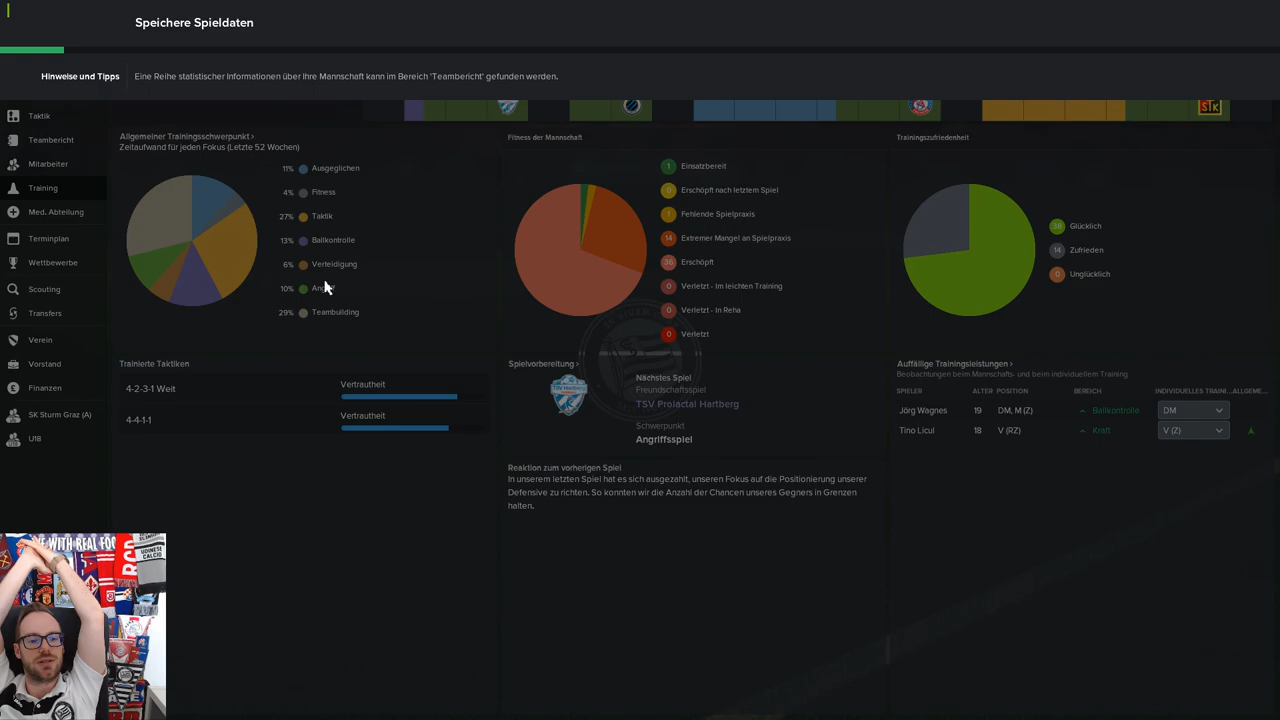 Speichere Spieldaten
Hinweise und Tipps
Eine Reihe statistischer Informationen über Ihre Mannschaft kann im Bereich 'Teambericht' gefunden werden.
Taktik
Teambericht
Mitarbeiter
Training
Med. Abteilung
Terminplan
Wettbewerbe
Scouting
Transfers
Verein
Vorstand
Finanzen
SK Sturm Graz (A)
U18
Allgemeiner Trainingsschwerpunkt >
Zeitaufwand für jeden Fokus (Letzte 52 Wochen)
11% Ausgeglichen
4% Fitness
27% Taktik
13% Ballkontrolle
6% Verteidigung
10%
29% Teambuilding
Fitness der Mannschaft
1 Einsatzbereit
0 Erschöpft nach letztem Spiel
1 Fehlende Spielpraxis
14 Extremer Mangel an Spielpraxis
36 Erschöpft
0 Verletzt - Im leichten Training
0 Verletzt - In Reha
0 Verletzt
Trainingszufriedenheit
38 Glücklich
14 Zufrieden
0 Unglücklich
Trainierte Taktiken
4-2-3-1 Weit
Vertrautheit
4-4-1-1
Vertrautheit
Spielvorbereitung >
TSV Hartberg
Nächstes Spiel
Freundschaftsspiel
TSV Prolactal Hartberg
Schwerpunkt
Angriffsspiel
Reaktion zum vorherigen Spiel
In unserem letzten Spiel hat es sich ausgezahlt, unseren Fokus auf die Positionierung unserer
Defensive zu richten. So konnten wir die Anzahl der Chancen unseres Gegners in Grenzen
halten.
Auffällige Trainingsleistungen >
Beobachtungen beim Mannschafts- und beim individuellem Training
SPIELER ALTER POSITION BEREICH INDIVIDUELLES TRAINI... ALLGEME...
Jörg Wagnes 19 DM, M (Z) Ballkontrolle DM
Tino Licul 18 V (RZ) Kraft V (Z)
UDINESE
CALCIO